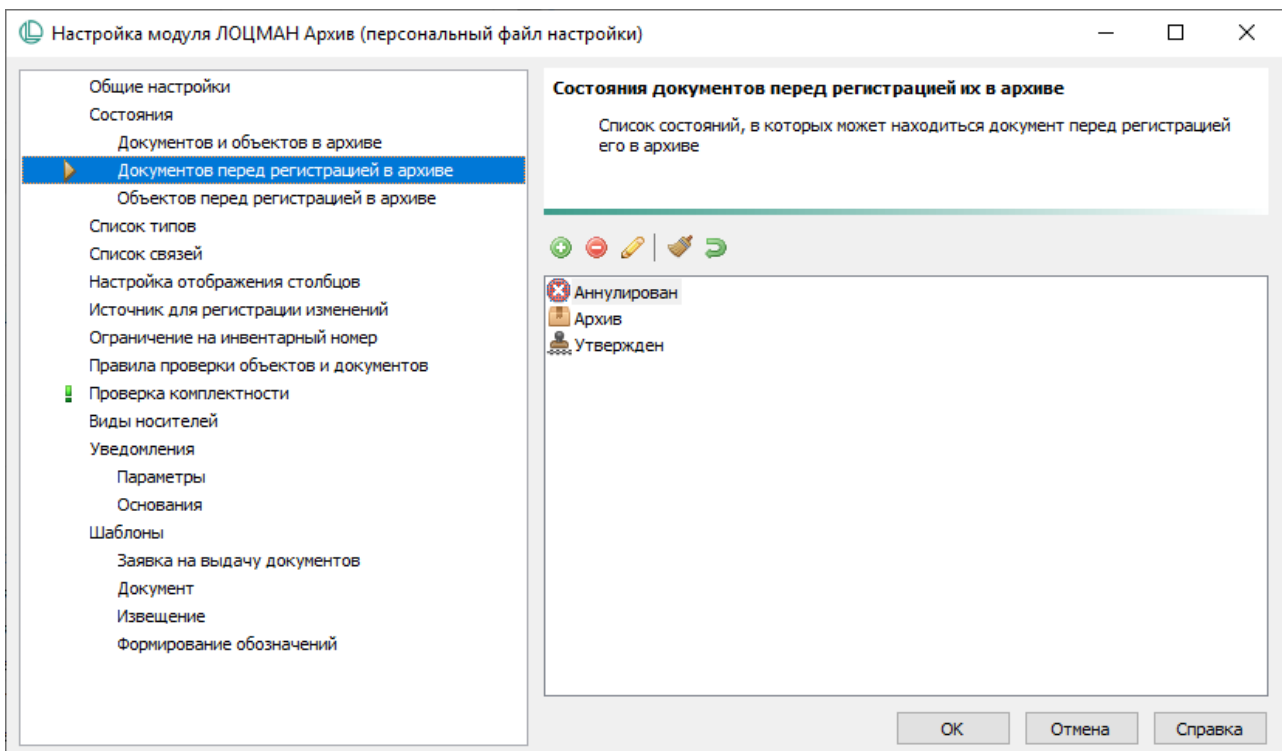 Настройка модуля ЛОЦМАН Архив (персональный файл настройки)
Общие настройки
Состояния
Документов и объектов в архиве
Документов перед регистрацией в архиве
Объектов перед регистрацией в архиве
Список типов
Список связей
Настройка отображения столбцов
Источник для регистрации изменений
Ограничение на инвентарный номер
Правила проверки объектов и документов
Проверка комплектности
Виды носителей
Уведомления
Параметры
Основания
Шаблоны
Заявка на выдачу документов
Документ
Извещение
Формирование обозначений
Состояния документов перед регистрацией их в архиве
Список состояний, в которых может находиться документ перед регистрацией
его в архиве
Аннулирован
Архив
Утвержден
ОК
Отмена
Справка